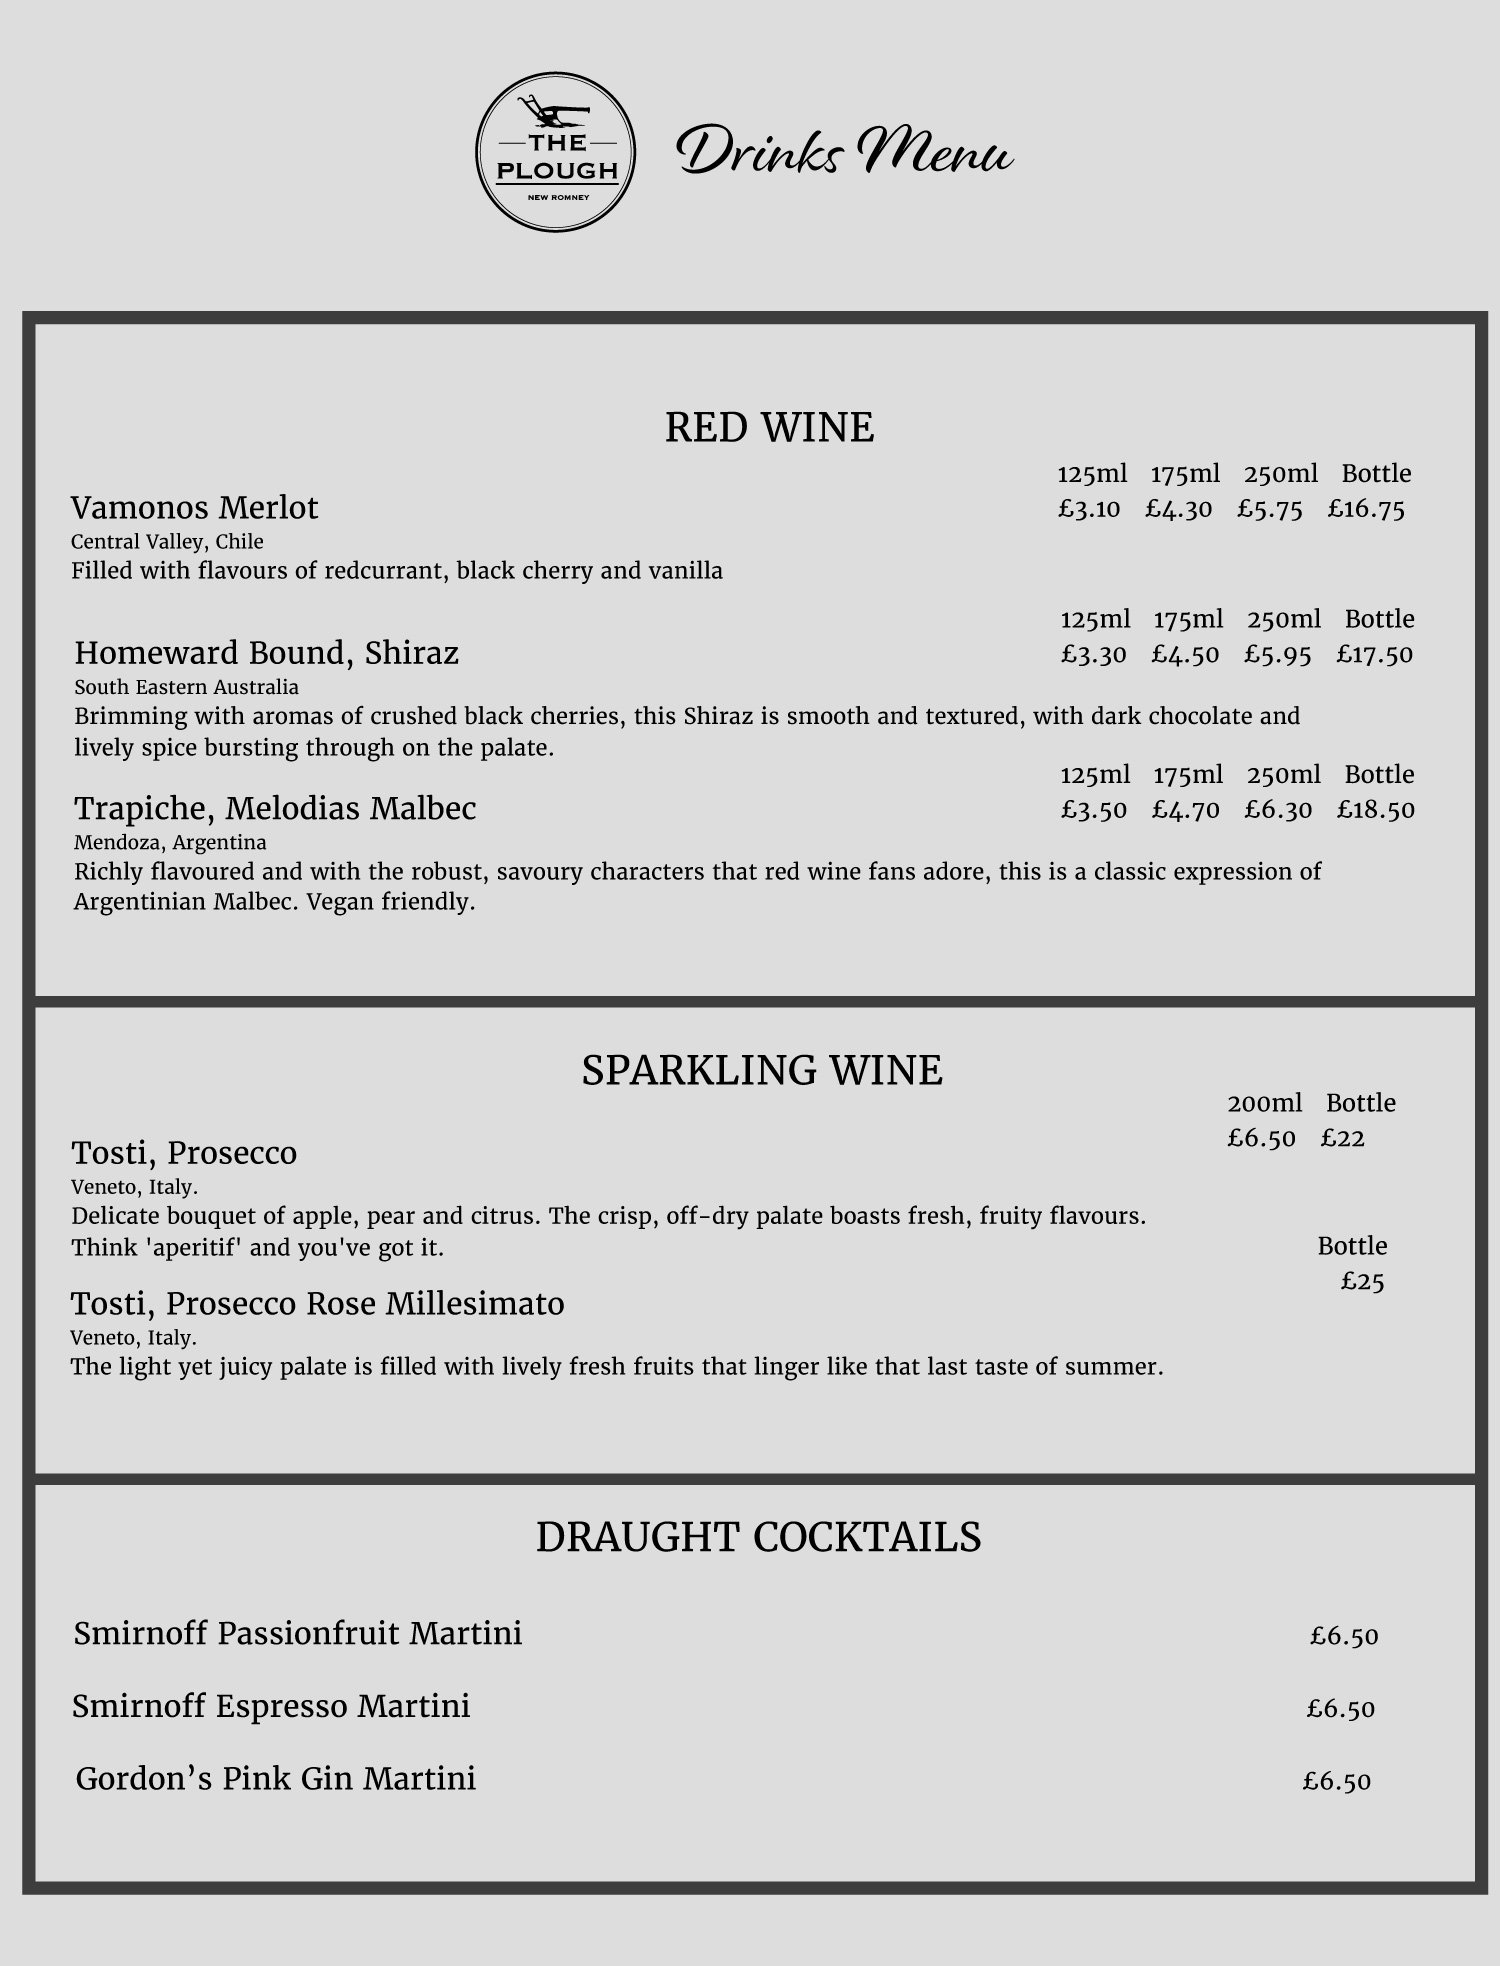 THE
PLOUGH
NEW ROMNEY
Drinks Menu
RED WINE
125ml 175ml 250ml Bottle
Vamonos Merlot £3.10 £4.30 £5.75 £16.75
Central Valley, Chile
Filled with flavours of redcurrant, black cherry and vanilla
125ml 175ml 250ml Bottle
Homeward Bound, Shiraz £3.30 £4.50 £5.95 £17.50
South Eastern Australia
Brimming with aromas of crushed black cherries, this Shiraz is smooth and textured, with dark chocolate and
lively spice bursting through on the palate.
125ml 175ml 250ml Bottle
Trapiche, Melodias Malbec £3.50 £4.70 £6.30 £18.50
Mendoza, Argentina
Richly flavoured and with the robust, savoury characters that red wine fans adore, this is a classic expression of
Argentinian Malbec. Vegan friendly.
SPARKLING WINE
200ml Bottle
Tosti, Prosecco £6.50 £22
Veneto, Italy.
Delicate bouquet of apple, pear and citrus. The crisp, off-dry palate boasts fresh, fruity flavours.
Think 'aperitif' and you've got it.
Bottle
£25
Tosti, Prosecco Rose Millesimato
Veneto, Italy.
The light yet juicy palate is filled with lively fresh fruits that linger like that last taste of summer.
DRAUGHT COCKTAILS
Smirnoff Passionfruit Martini £6.50
Smirnoff Espresso Martini £6.50
Gordon’s Pink Gin Martini £6.50